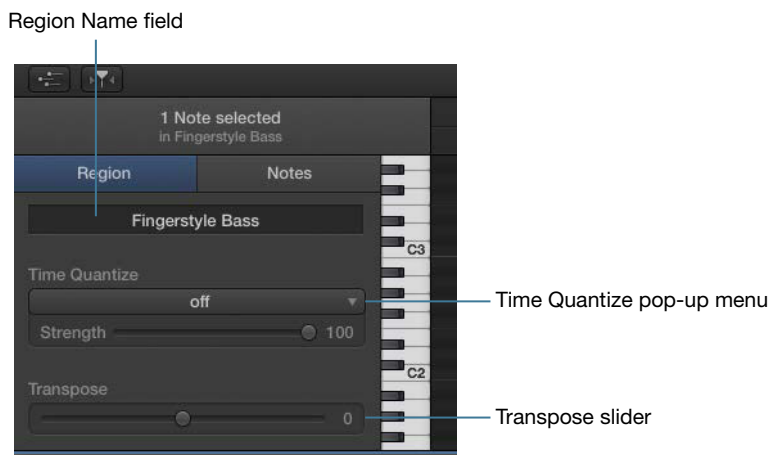 Region Name field
1 Note selected
in Fingerstyle Bass
Region Notes
Fingerstyle Bass
C3
Time Quantize
off
Time Quantize pop-up menu
Strength 100
C2
Transpose
0
Transpose slider